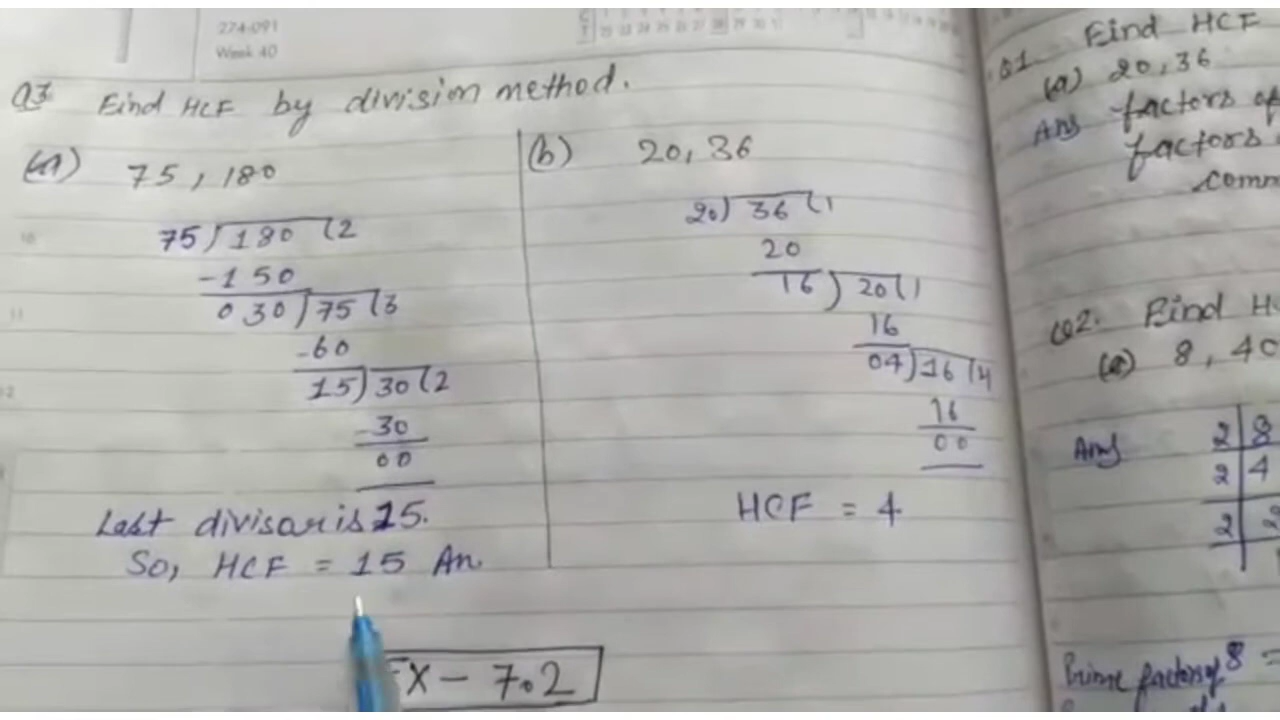 274-091
Week 40
Q3 Find HCF by division method.
(a) 75, 180
75) 180 (2
-150
030) 75 (3
-60
15) 30 (2
-30
00
Last divisor is 15.
So, HCF = 15 An
(b) 20, 36
20) 36 (1
20
16) 20 (1
16
04) 16 (4
16
00
HCF = 4
EX - 7.2
Q1 Find HCF
(a) 20, 36
Ans factors of
factors
comm
Q2. Find H
(a) 8, 40
Ans 2 8
2 4
2 2
Prime factors of 8 =